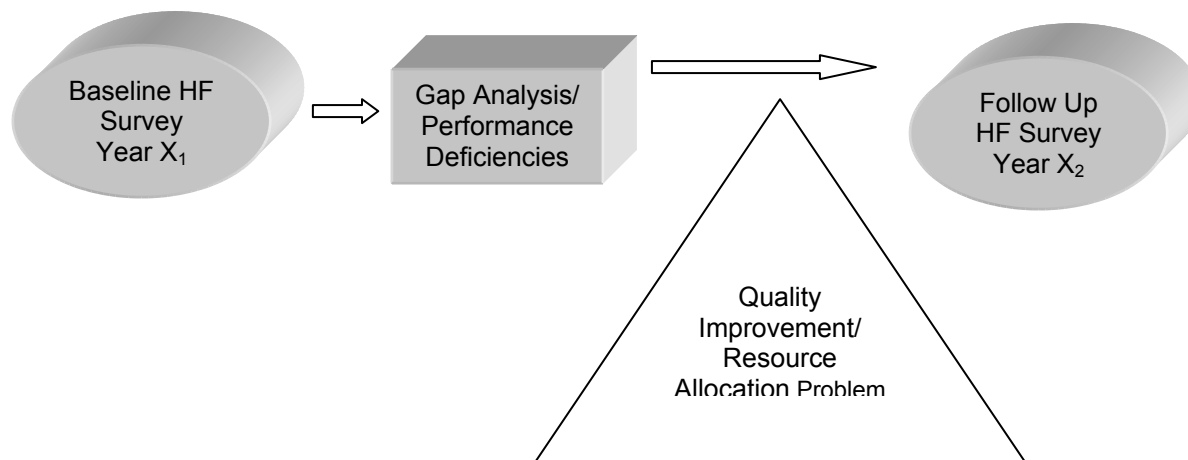 Baseline HF
Survey
Year X₁
Gap Analysis/
Performance
Deficiencies
Follow Up
HF Survey
Year X₂
Quality
Improvement/
Resource
Allocation Problem